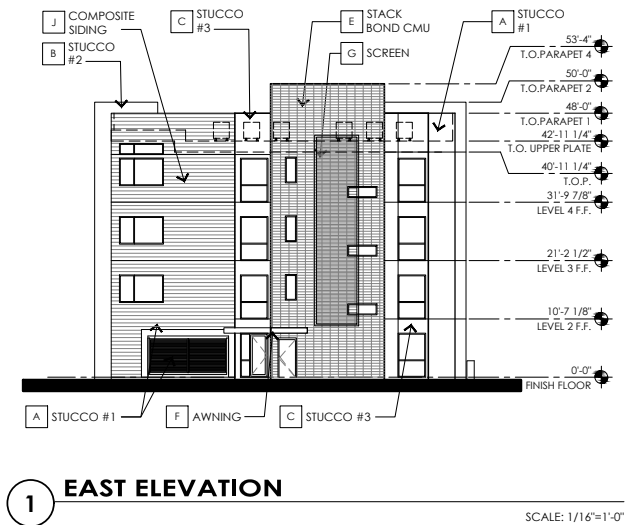 J COMPOSITE
SIDING
B STUCCO
#2
C STUCCO
#3
E STACK
BOND CMU
G SCREEN
A STUCCO
#1
53'-4"
T.O.PARAPET 4
50'-0"
T.O.PARAPET 2
48'-0"
T.O.PARAPET 1
42'-11 1/4"
T.O. UPPER PLATE
40'-11 1/4"
T.O.P.
31'-9 7/8"
LEVEL 4 F.F.
21'-2 1/2"
LEVEL 3 F.F.
10'-7 1/8"
LEVEL 2 F.F.
0'-0"
FINISH FLOOR
A STUCCO #1
F AWNING
C STUCCO #3
1 EAST ELEVATION
SCALE: 1/16"=1'-0"